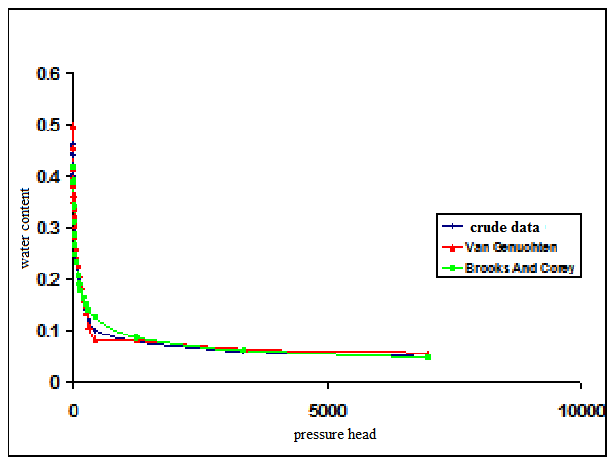 0.6
0.5
0.4
0.3
0.2
0.1
0
water content
0
5000
10000
pressure head
crude data
Van Genuohten
Brooks And Corey